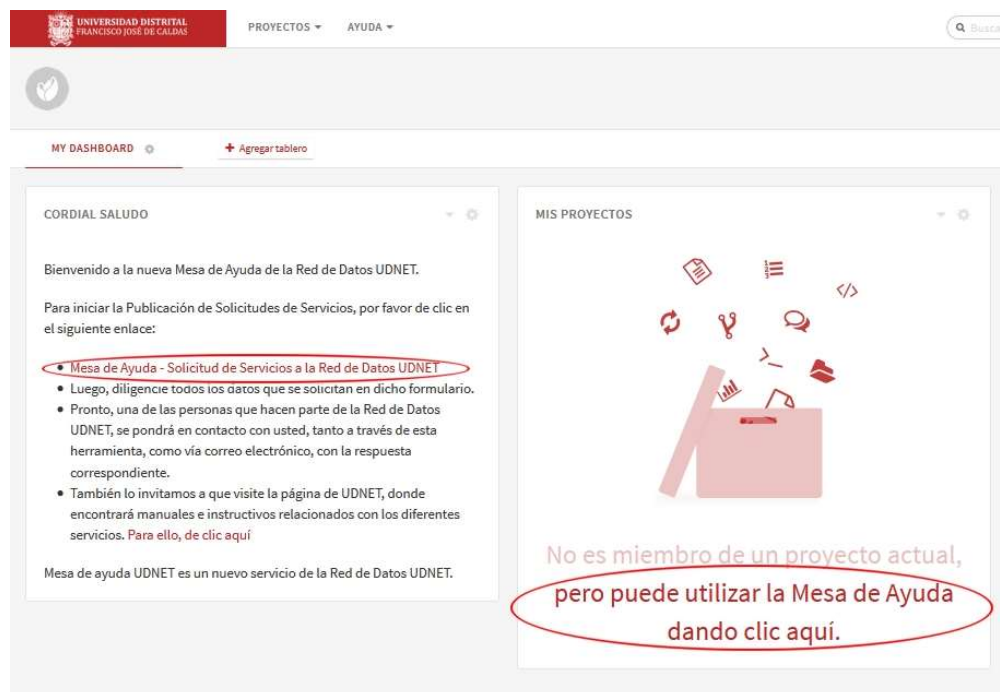 UNIVERSIDAD DISTRITAL
FRANCISCO JOSÉ DE CALDAS
PROYECTOS
AYUDA
Busca
MY DASHBOARD
+ Agregar tablero
CORDIAL SALUDO
Bienvenido a la nueva Mesa de Ayuda de la Red de Datos UDNET.
Para iniciar la Publicación de Solicitudes de Servicios, por favor de clic en
el siguiente enlace:
• Mesa de Ayuda - Solicitud de Servicios a la Red de Datos UDNET
• Luego, diligencie todos los datos que se solicitan en dicho formulario.
• Pronto, una de las personas que hacen parte de la Red de Datos
UDNET, se pondrá en contacto con usted, tanto a través de esta
herramienta, como vía correo electrónico, con la respuesta
correspondiente.
• También lo invitamos a que visite la página de UDNET, donde
encontrará manuales e instructivos relacionados con los diferentes
servicios. Para ello, de clic aquí
Mesa de ayuda UDNET es un nuevo servicio de la Red de Datos UDNET.
MIS PROYECTOS
No es miembro de un proyecto actual,
pero puede utilizar la Mesa de Ayuda
dando clic aquí.